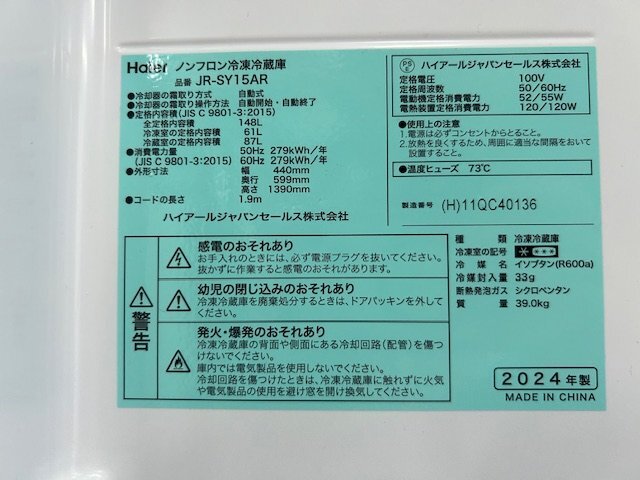 Haier ノンフロン冷凍冷蔵庫
品番 JR-SY15AR
●冷却器の霜取り方式 自動式
●冷却器の霜取り操作方法 自動開始・自動終了
●定格内容積(JIS C 9801-3:2015)
全定格内容積 148L
冷凍室の定格内容積 61L
冷蔵室の定格内容積 87L
●消費電力量 50Hz 279kWh/年
(JIS C 9801-3:2015) 60Hz 279kWh/年
●外形寸法 幅 440mm
奥行 599mm
高さ 1390mm
●コードの長さ 1.9m
ハイアールジャパンセールス株式会社
PS E ハイアールジャパンセールス株式会社
定格電圧 100V
定格周波数 50/60Hz
電動機定格消費電力 52/55W
電熱装置定格消費電力 120/120W
●使用上の注意
1.電源は必ずコンセントからとること。
2.放熱を良くするため、周囲に適当な間隔をおいて
設置すること。
●温度ヒューズ 73℃
製造番号 (H)11QC40136
警告
感電のおそれあり
お手入れのときには、必ず電源プラグを抜いてください。
抜かずに作業すると感電のおそれがあります。
幼児の閉じ込めのおそれあり
冷凍冷蔵庫を廃棄処分するときは、ドアパッキンを外して
ください。
発火・爆発のおそれあり
冷凍冷蔵庫の背面や側面にある冷却回路(配管)を傷つ
けないでください。
庫内では電気製品を使用しないでください。
冷却回路を傷つけたときは、冷凍冷蔵庫に触れずに火気
や電気製品の使用を避け窓を開け換気してください。
種類 冷凍冷蔵庫
冷凍室の記号 * ***
冷媒名 イソブタン(R600a)
冷媒封入量 33g
断熱発泡ガス シクロペンタン
質量 39.0kg
2024年製
MADE IN CHINA